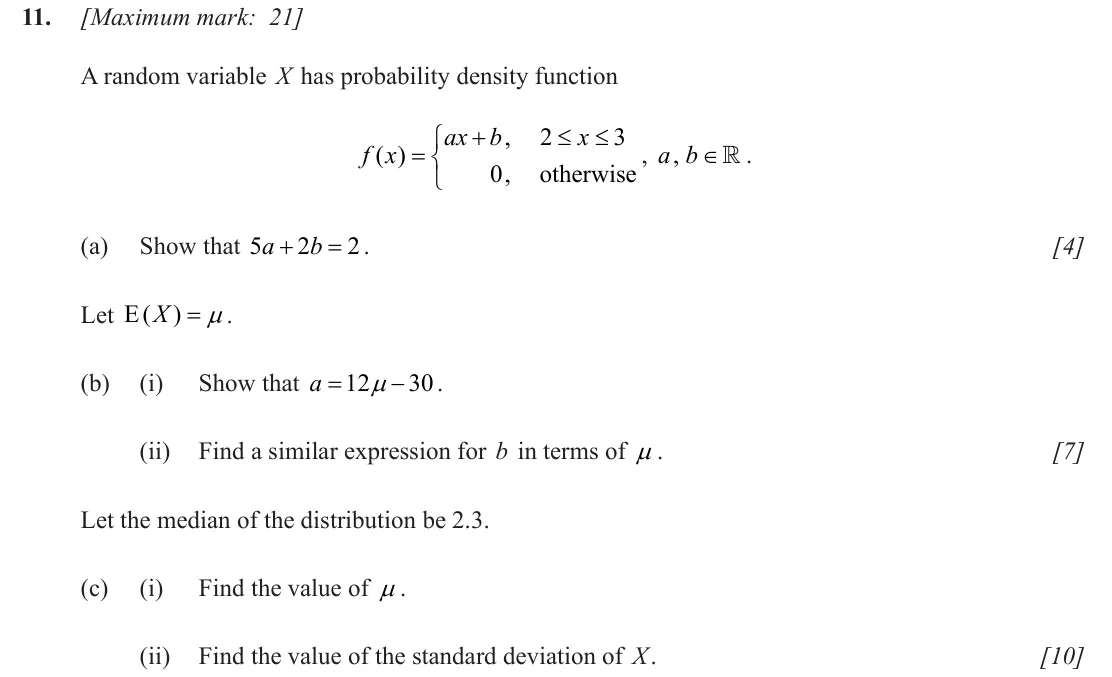 11. [Maximum mark: 21]
A random variable X has probability density function
f(x) = { ax + b, 2 ≤ x ≤ 3
0, otherwise , a, b ∈ ℝ .
(a) Show that 5a + 2b = 2 . [4]
Let E(X) = μ .
(b) (i) Show that a = 12μ − 30 .
(ii) Find a similar expression for b in terms of μ . [7]
Let the median of the distribution be 2.3.
(c) (i) Find the value of μ .
(ii) Find the value of the standard deviation of X. [10]